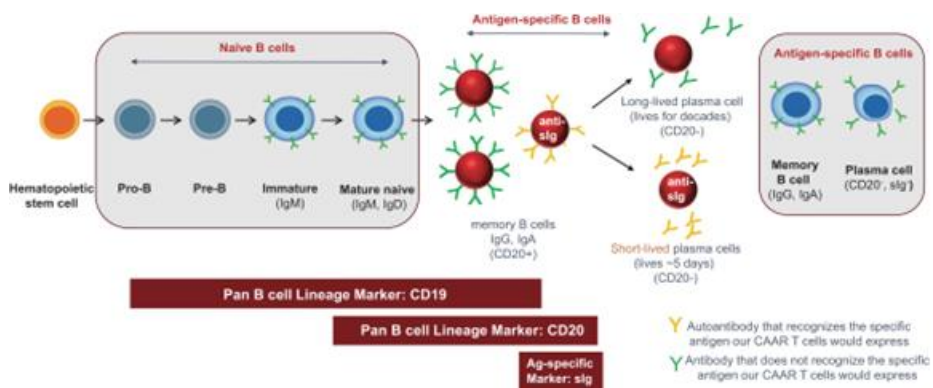 Naïve B cells
Antigen-specific B cells
Hematopoietic
stem cell
Pro-B
Pre-B
Immature
(IgM)
Mature naive
(IgM, IgD)
memory B cells
IgG, IgA
(CD20+)
anti-
sIg
Long-lived plasma cell
(lives for decades)
(CD20-)
anti-
sIg
Short-lived plasma cells
(lives ~5 days)
(CD20-)
Antigen-specific B cells
Memory
B cell
(IgG, IgA)
Plasma cell
(CD20-, sIg-)
Pan B cell Lineage Marker: CD19
Pan B cell Lineage Marker: CD20
Ag-specific
Marker: sIg
Autoantibody that recognizes the specific
antigen our CAAR T cells would express
Antibody that does not recognize the specific
antigen our CAAR T cells would express